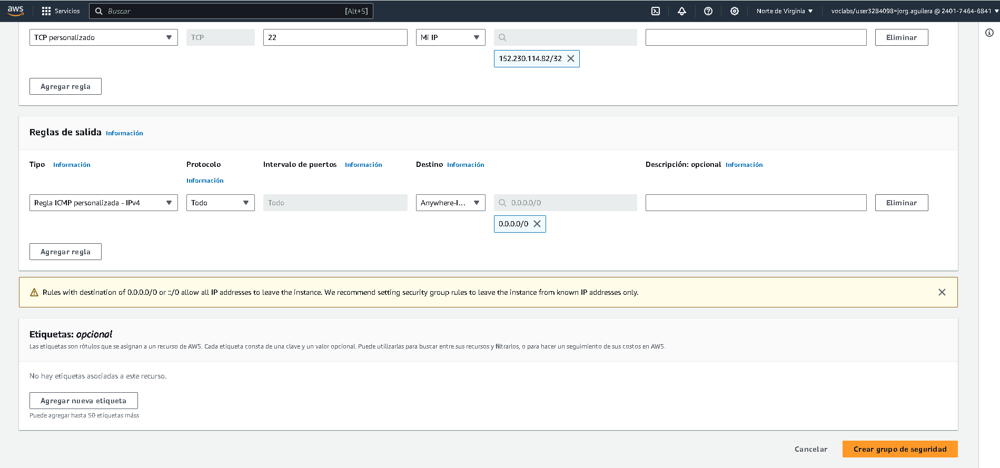 aws Servicios Buscar [Alt+S] Norte de Virginia voclabs/user3284098=jorg.aguilera @ 2401-7464-6841
TCP personalizado TCP 22 Mi IP Eliminar
152.230.114.82/32
Agregar regla
Reglas de salida Información
Tipo Información Protocolo Intervalo de puertos Información Destino Información Descripción: opcional Información
Información
Regla ICMP personalizada - IPv4 Todo Todo Anywhere-I... 0.0.0.0/0 Eliminar
0.0.0.0/0
Agregar regla
Rules with destination of 0.0.0.0/0 or ::/0 allow all IP addresses to leave the instance. We recommend setting security group rules to leave the instance from known IP addresses only.
Etiquetas: opcional
Las etiquetas son rótulos que se asignan a un recurso de AWS. Cada etiqueta consta de una clave y un valor opcional. Puede utilizarlas para buscar entre sus recursos y filtrarlos, o para hacer un seguimiento de sus costos en AWS.
No hay etiquetas asociadas a este recurso.
Agregar nueva etiqueta
Puede agregar hasta 50 etiquetas máss
Cancelar Crear grupo de seguridad